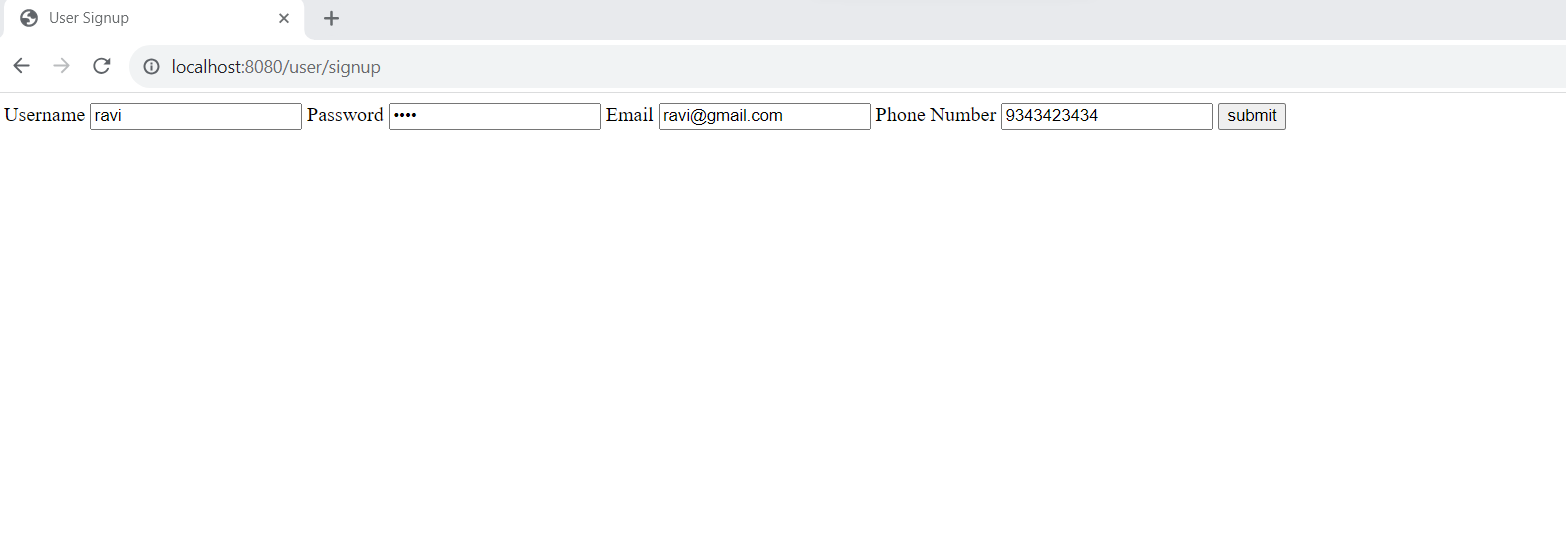 User Signup
localhost:8080/user/signup
Username ravi Password •••• Email ravi@gmail.com Phone Number 9343423434 submit